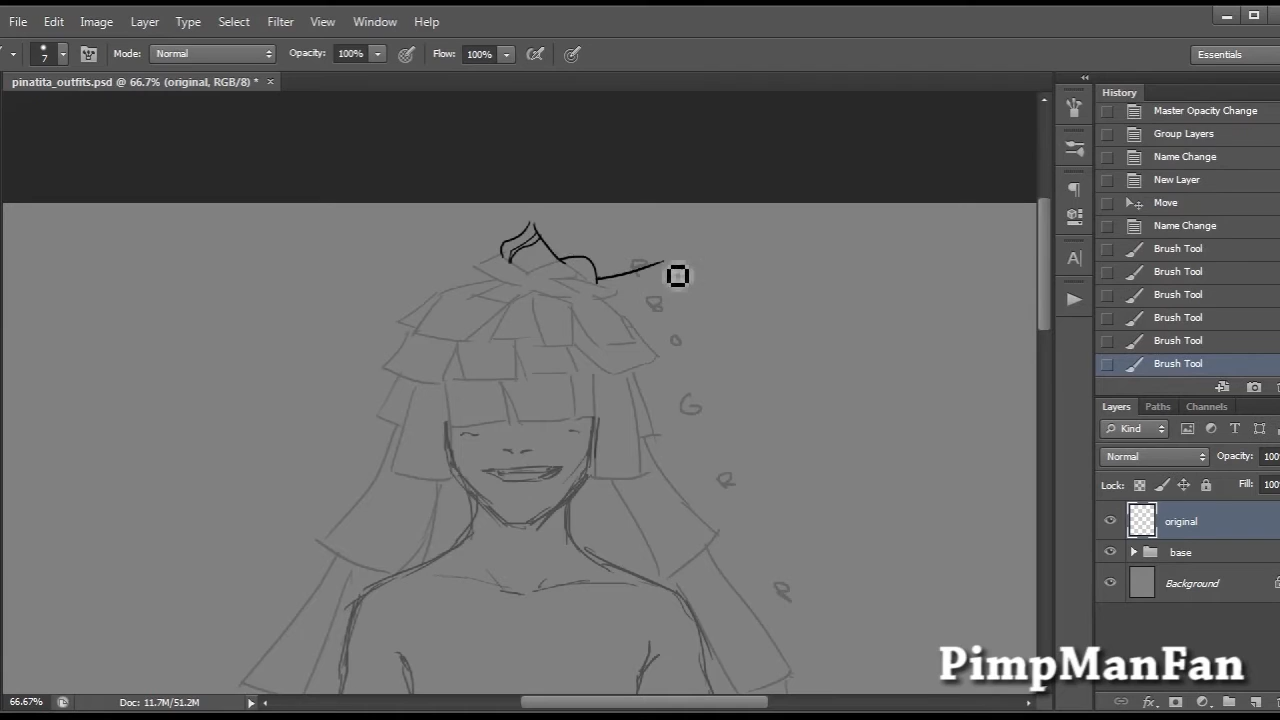 File Edit Image Layer Type Select Filter View Window Help
7 Mode: Normal Opacity: 100% Flow: 100% Essentials
pinatita_outfits.psd @ 66.7% (original, RGB/8) *
History
Master Opacity Change
Group Layers
Name Change
New Layer
Move
Name Change
Brush Tool
Brush Tool
Brush Tool
Brush Tool
Brush Tool
Brush Tool
Layers Paths Channels
Kind
Normal Opacity: 100
Lock: Fill: 100
original
base
Background
R
B
O
G
R
P
PimpManFan
66.67% Doc: 11.7M/51.2M